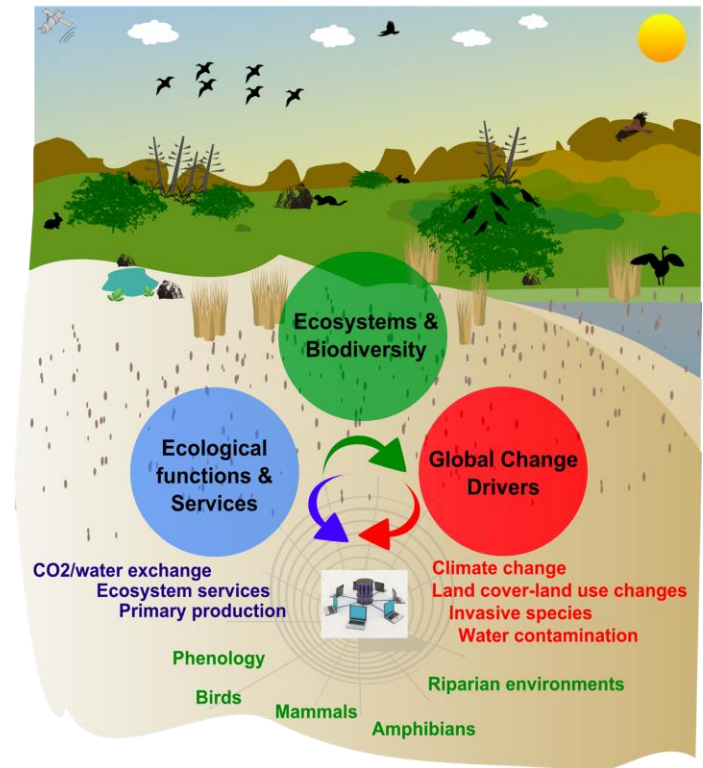 Ecosystems &
Biodiversity
Ecological
functions &
Services
Global Change
Drivers
CO2/water exchange
Ecosystem services
Primary production
Climate change
Land cover-land use changes
Invasive species
Water contamination
Phenology
Birds
Mammals
Amphibians
Riparian environments